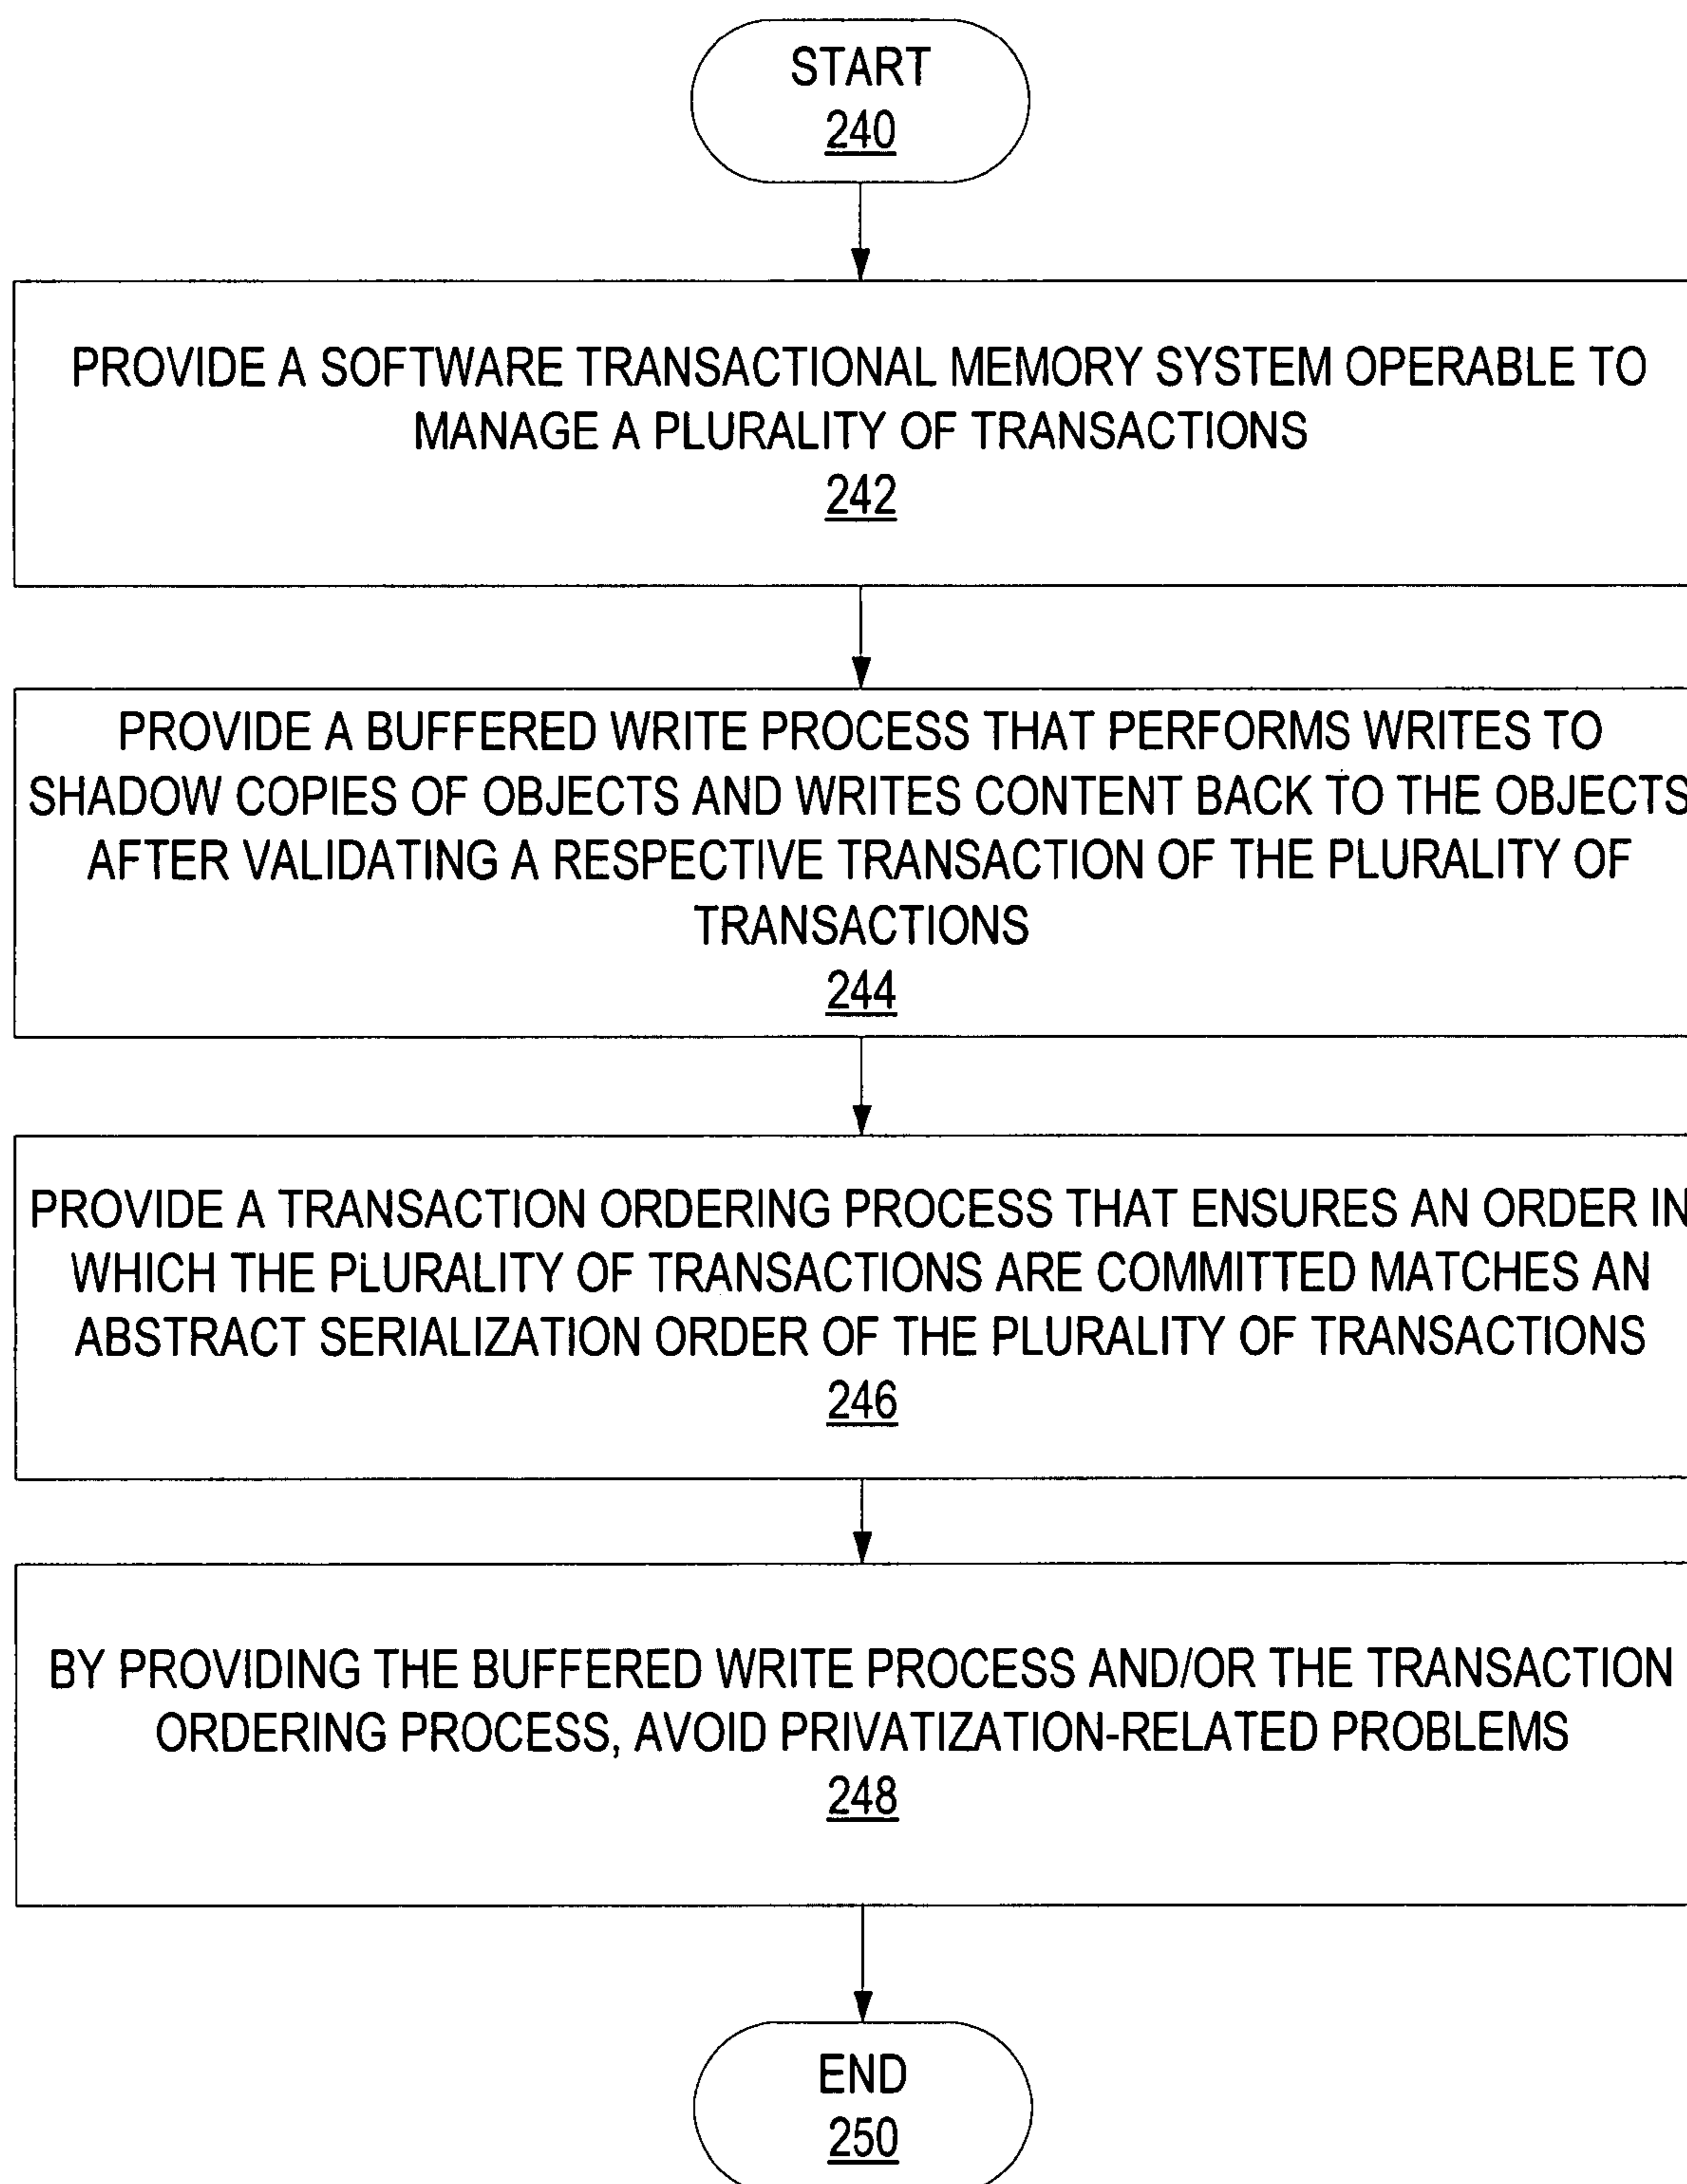 START
240
PROVIDE A SOFTWARE TRANSACTIONAL MEMORY SYSTEM OPERABLE TO
MANAGE A PLURALITY OF TRANSACTIONS
242
PROVIDE A BUFFERED WRITE PROCESS THAT PERFORMS WRITES TO
SHADOW COPIES OF OBJECTS AND WRITES CONTENT BACK TO THE OBJECTS
AFTER VALIDATING A RESPECTIVE TRANSACTION OF THE PLURALITY OF
TRANSACTIONS
244
PROVIDE A TRANSACTION ORDERING PROCESS THAT ENSURES AN ORDER IN
WHICH THE PLURALITY OF TRANSACTIONS ARE COMMITTED MATCHES AN
ABSTRACT SERIALIZATION ORDER OF THE PLURALITY OF TRANSACTIONS
246
BY PROVIDING THE BUFFERED WRITE PROCESS AND/OR THE TRANSACTION
ORDERING PROCESS, AVOID PRIVATIZATION-RELATED PROBLEMS
248
END
250